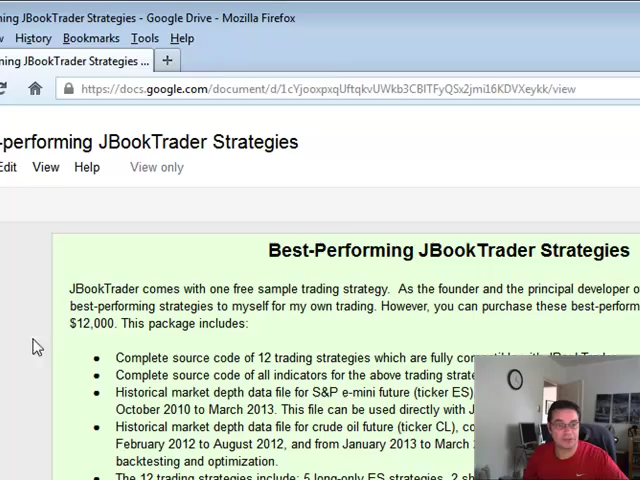 ning JBookTrader Strategies - Google Drive - Mozilla Firefox
History Bookmarks Tools Help
ning JBookTrader Strategies ... +
https://docs.google.com/document/d/1cYjooxpxqUftqkvUWkb3CBITFyQSx2jmi16KDVXeykk/view
-performing JBookTrader Strategies
Edit View Help View only
Best-Performing JBookTrader Strategies
JBookTrader comes with one free sample trading strategy. As the founder and the principal developer o
best-performing strategies to myself for my own trading. However, you can purchase these best-perform
$12,000. This package includes:
● Complete source code of 12 trading strategies which are fully
● Complete source code of all indicators for the above trading strate
● Historical market depth data file for S&P e-mini future (ticker ES)
October 2010 to March 2013. This file can be used directly with J
● Historical market depth data file for crude oil future (ticker CL), co
February 2012 to August 2012, and from January 2013 to March
backtesting and optimization.
● The 12 trading strategies include: 5 long-only ES strategies, 2 sh